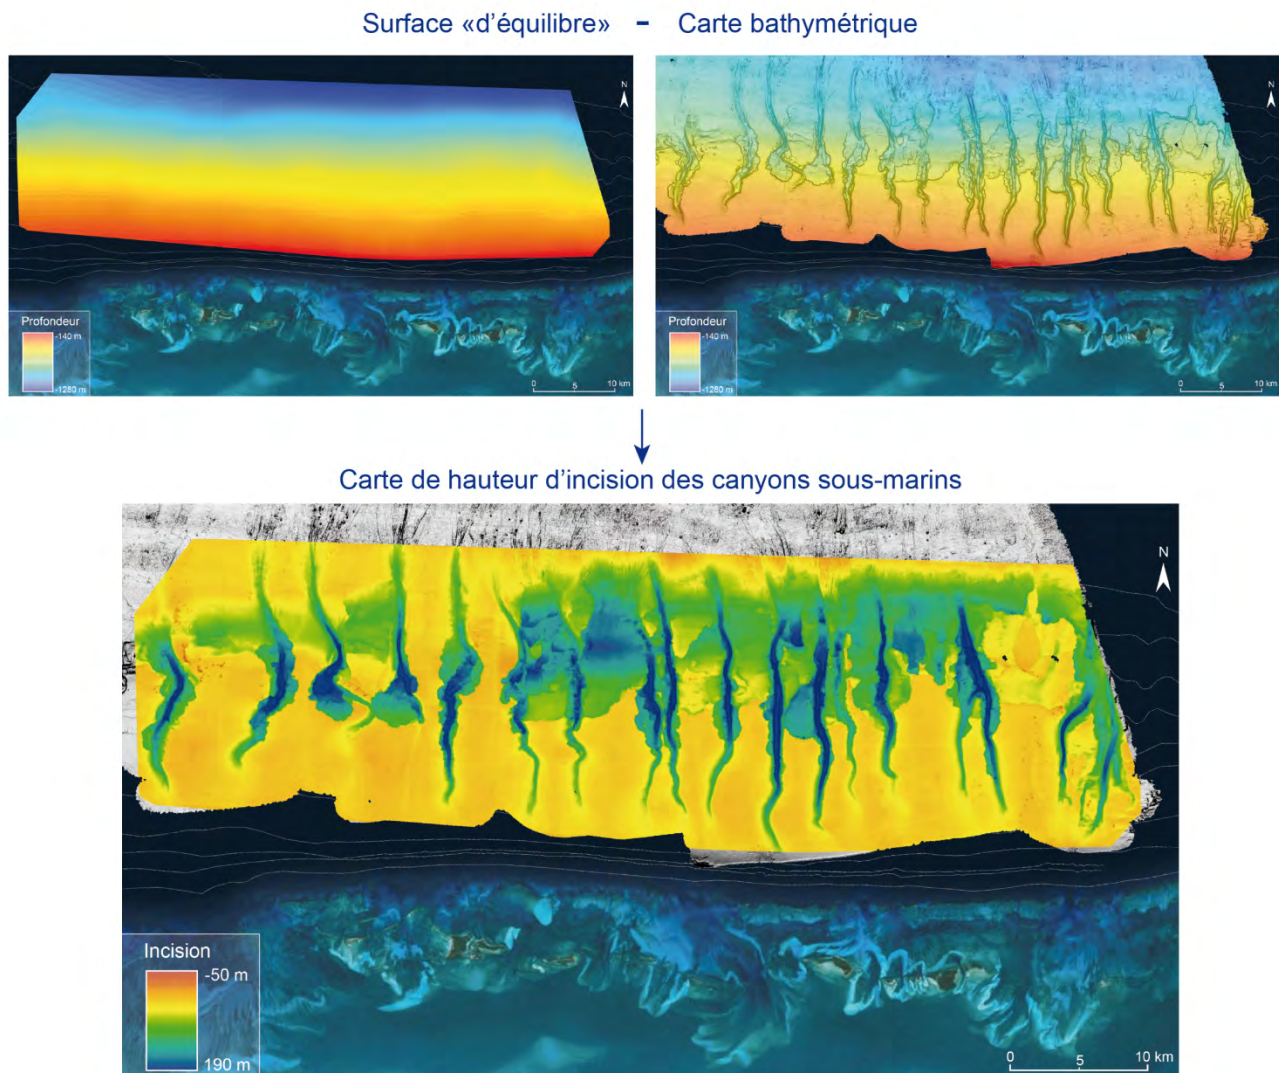 Surface «d'équilibre» - Carte bathymétrique
N
Profondeur
-140 m
-1280 m
0 5 10 km
N
Profondeur
-140 m
-1280 m
0 5 10 km
Carte de hauteur d'incision des canyons sous-marins
N
Incision
-50 m
190 m
0 5 10 km